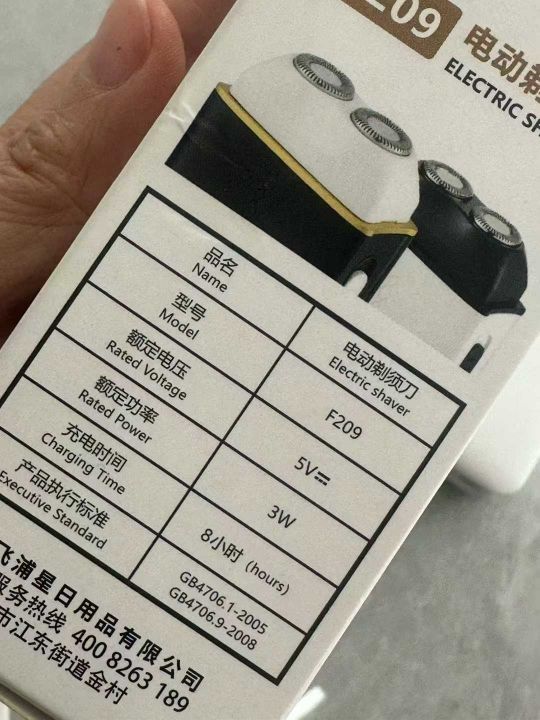 209
电动剃
ELECTRIC SH
品名
Name
电动剃须刀
Electric shaver
型号
Model
F209
额定电压
Rated Voltage
5V⎓
额定功率
Rated Power
3W
充电时间
Charging Time
8小时 (hours)
产品执行标准
Executive Standard
GB4706.1-2005
GB4706.9-2008
飞浦星日用品有限公司
服务热线 400 8263 189
市江东街道金村